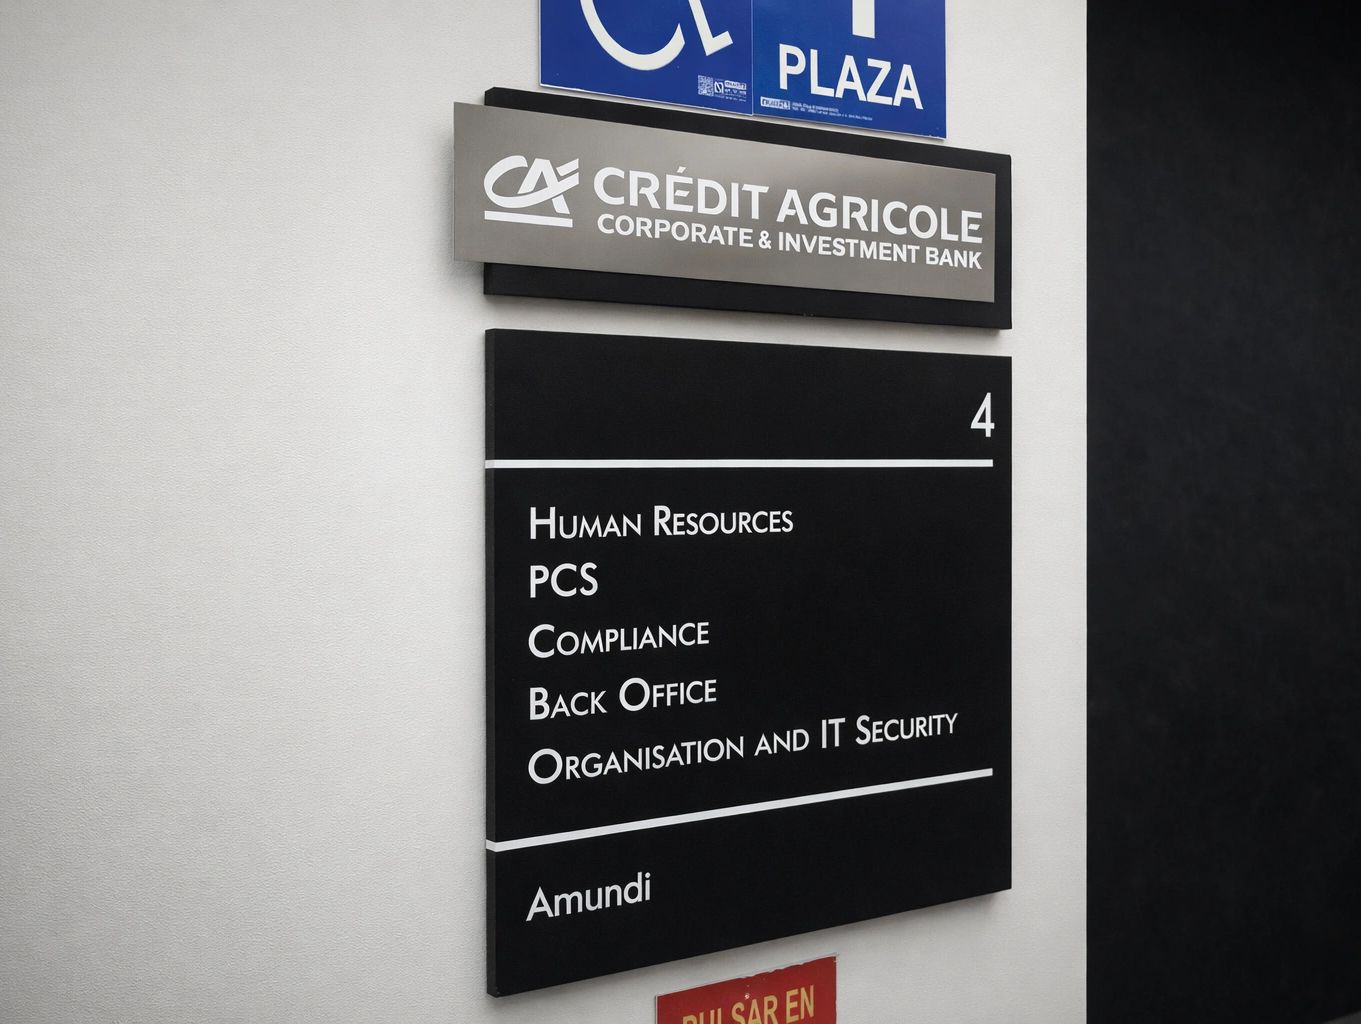 PLAZA
CA CRÉDIT AGRICOLE
CORPORATE & INVESTMENT BANK
4
HUMAN RESOURCES
PCS
COMPLIANCE
BACK OFFICE
ORGANISATION AND IT SECURITY
Amundi
PULSAR EN